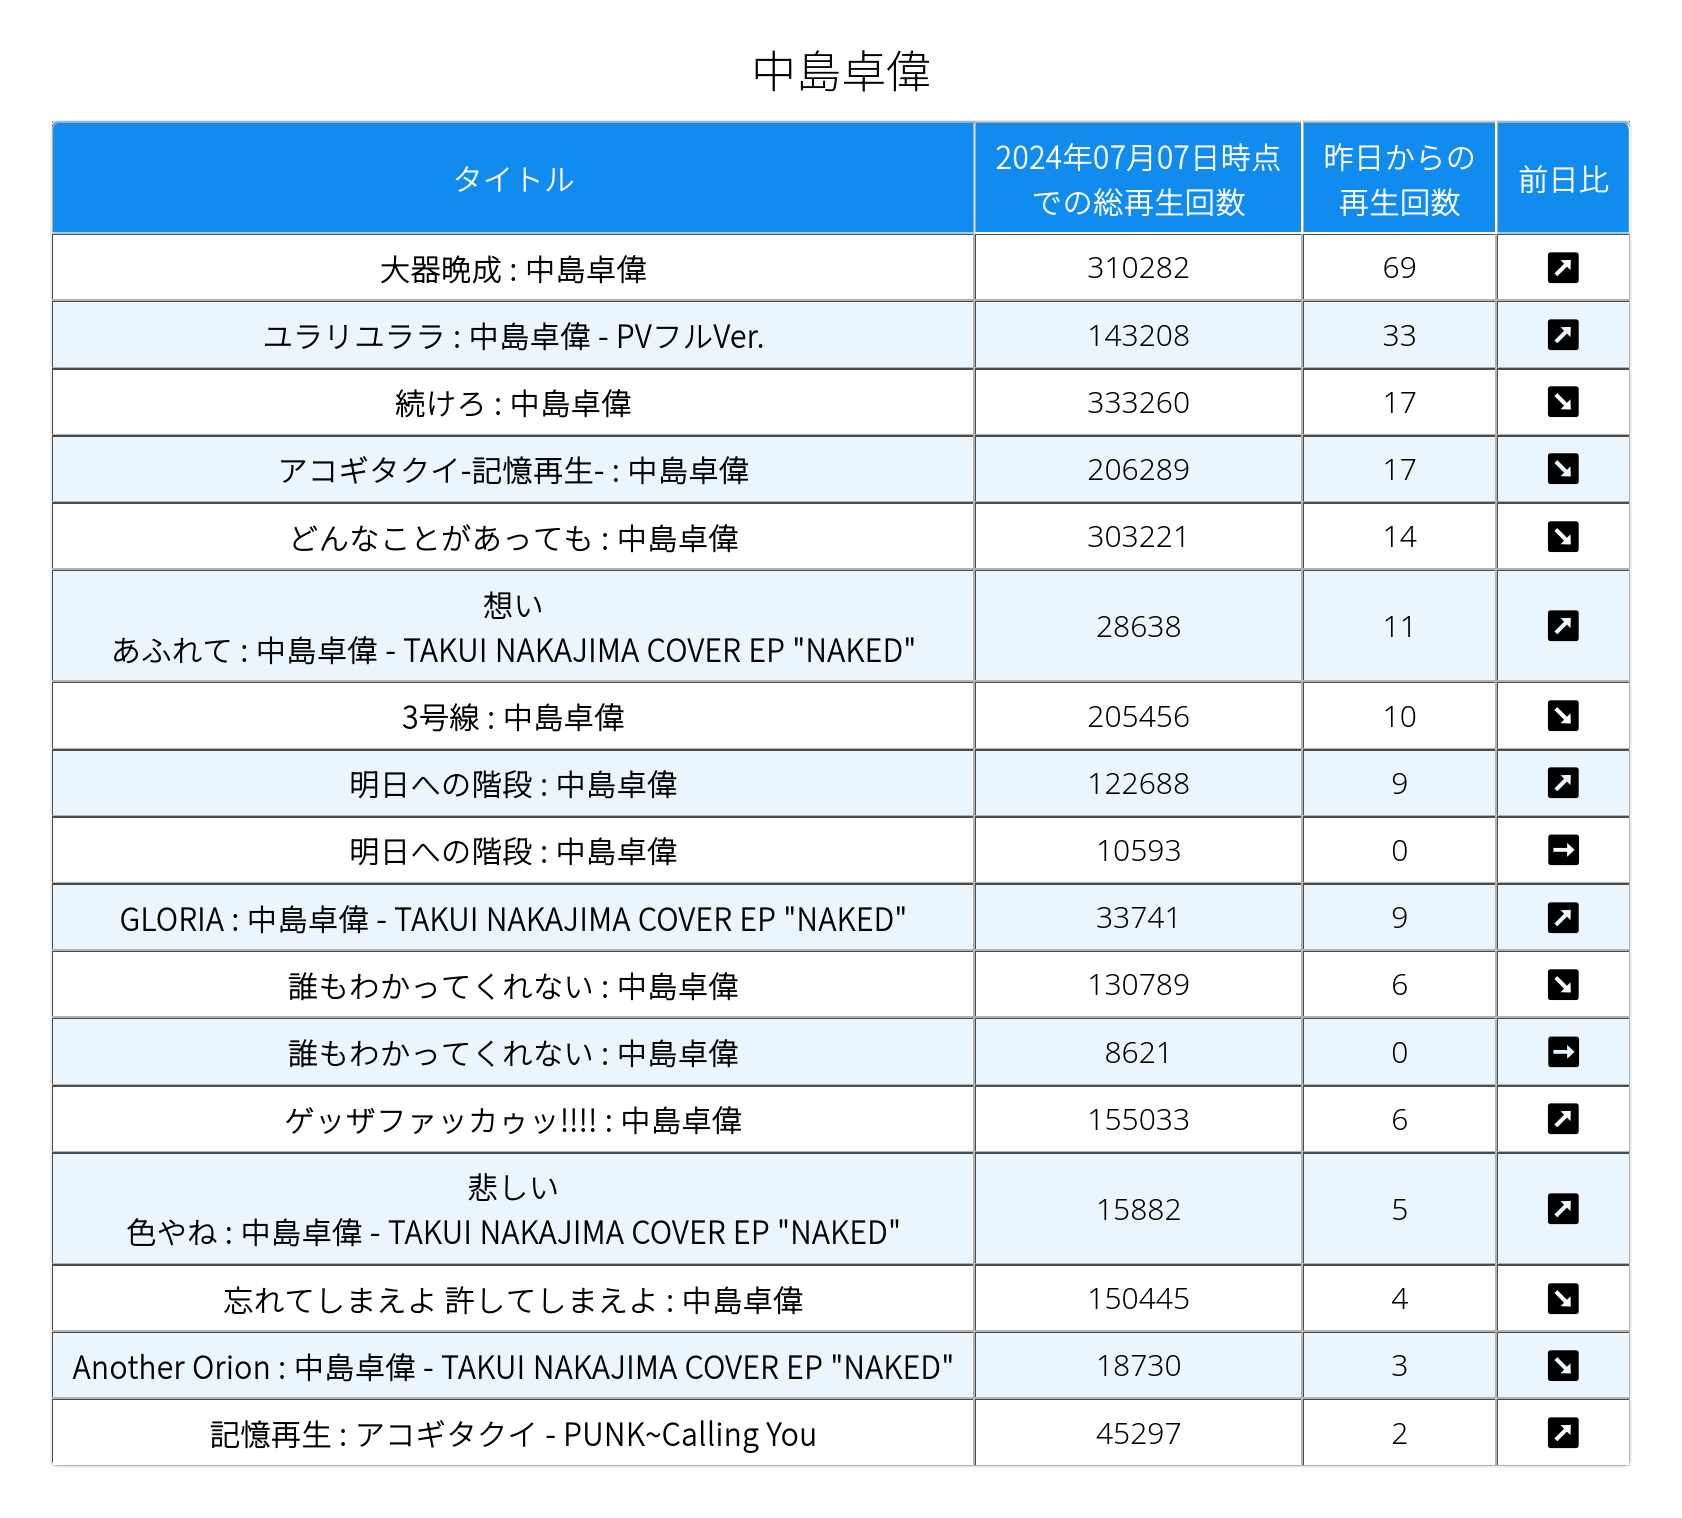 中島卓偉
タイトル
2024年07月07日時点
での総再生回数
昨日からの
再生回数
前日比
大器晩成 : 中島卓偉 310282 69
ユラリユララ : 中島卓偉 - PVフルVer. 143208 33
続けろ : 中島卓偉 333260 17
アコギタクイ-記憶再生- : 中島卓偉 206289 17
どんなことがあっても : 中島卓偉 303221 14
想い
あふれて : 中島卓偉 - TAKUI NAKAJIMA COVER EP "NAKED" 28638 11
3号線 : 中島卓偉 205456 10
明日への階段 : 中島卓偉 122688 9
明日への階段 : 中島卓偉 10593 0
GLORIA : 中島卓偉 - TAKUI NAKAJIMA COVER EP "NAKED" 33741 9
誰もわかってくれない : 中島卓偉 130789 6
誰もわかってくれない : 中島卓偉 8621 0
ゲッザファッカゥッ!!!! : 中島卓偉 155033 6
悲しい
色やね : 中島卓偉 - TAKUI NAKAJIMA COVER EP "NAKED" 15882 5
忘れてしまえよ 許してしまえよ : 中島卓偉 150445 4
Another Orion : 中島卓偉 - TAKUI NAKAJIMA COVER EP "NAKED" 18730 3
記憶再生 : アコギタクイ - PUNK~Calling You 45297 2